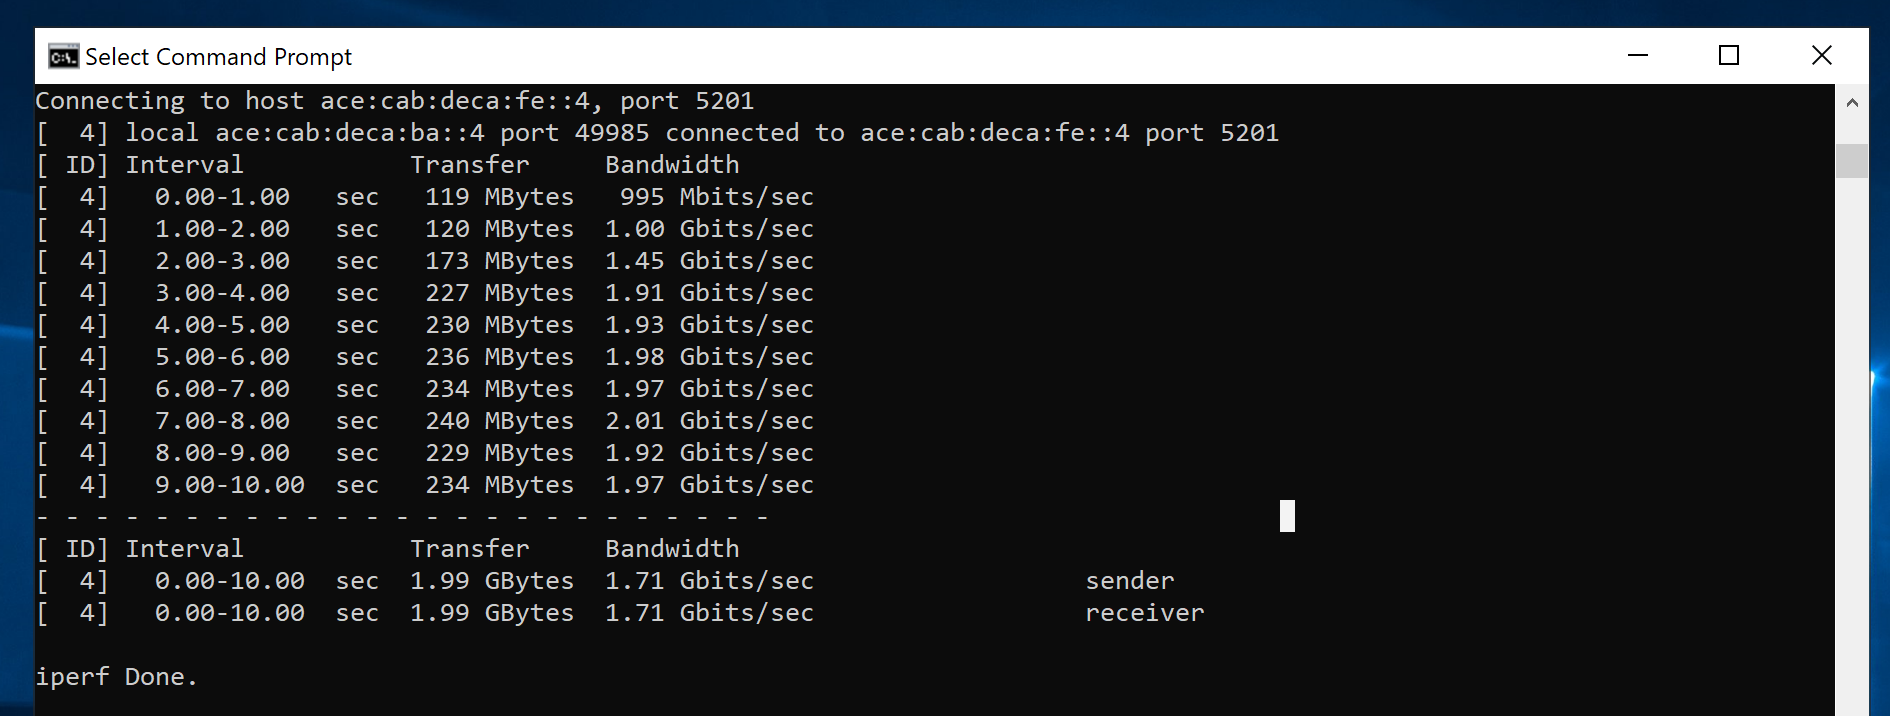 Select Command Prompt
Connecting to host ace:cab:deca:fe::4, port 5201
[  4] local ace:cab:deca:ba::4 port 49985 connected to ace:cab:deca:fe::4 port 5201
[ ID] Interval           Transfer     Bandwidth
[  4]   0.00-1.00   sec   119 MBytes   995 Mbits/sec
[  4]   1.00-2.00   sec   120 MBytes  1.00 Gbits/sec
[  4]   2.00-3.00   sec   173 MBytes  1.45 Gbits/sec
[  4]   3.00-4.00   sec   227 MBytes  1.91 Gbits/sec
[  4]   4.00-5.00   sec   230 MBytes  1.93 Gbits/sec
[  4]   5.00-6.00   sec   236 MBytes  1.98 Gbits/sec
[  4]   6.00-7.00   sec   234 MBytes  1.97 Gbits/sec
[  4]   7.00-8.00   sec   240 MBytes  2.01 Gbits/sec
[  4]   8.00-9.00   sec   229 MBytes  1.92 Gbits/sec
[  4]   9.00-10.00  sec   234 MBytes  1.97 Gbits/sec
- - - - - - - - - - - - - - - - - - - - - - - - -
[ ID] Interval           Transfer     Bandwidth
[  4]   0.00-10.00  sec  1.99 GBytes  1.71 Gbits/sec                  sender
[  4]   0.00-10.00  sec  1.99 GBytes  1.71 Gbits/sec                  receiver
iperf Done.